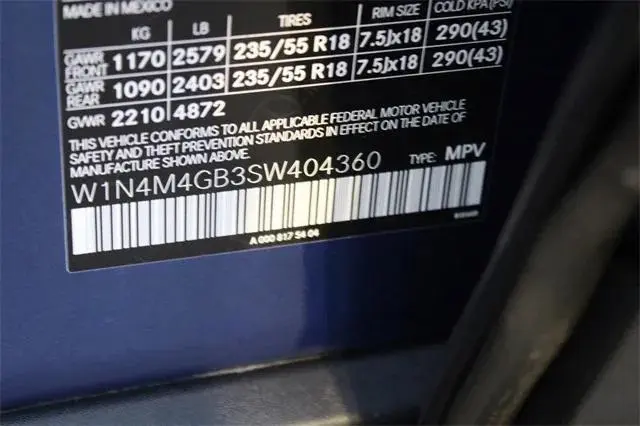 MADE IN MEXICO
KG LB TIRES RIM SIZE COLD KPA (PSI)
GAWR FRONT 1170 2579 235/55 R18 7.5Jx18 290(43)
GAWR REAR 1090 2403 235/55 R18 7.5Jx18 290(43)
GVWR 2210 4872
THIS VEHICLE CONFORMS TO ALL APPLICABLE FEDERAL MOTOR VEHICLE
SAFETY AND THEFT PREVENTION STANDARDS IN EFFECT ON THE DATE OF
MANUFACTURE SHOWN ABOVE.
W1N4M4GB3SW404360 TYPE: MPV
A 000 817 54 04